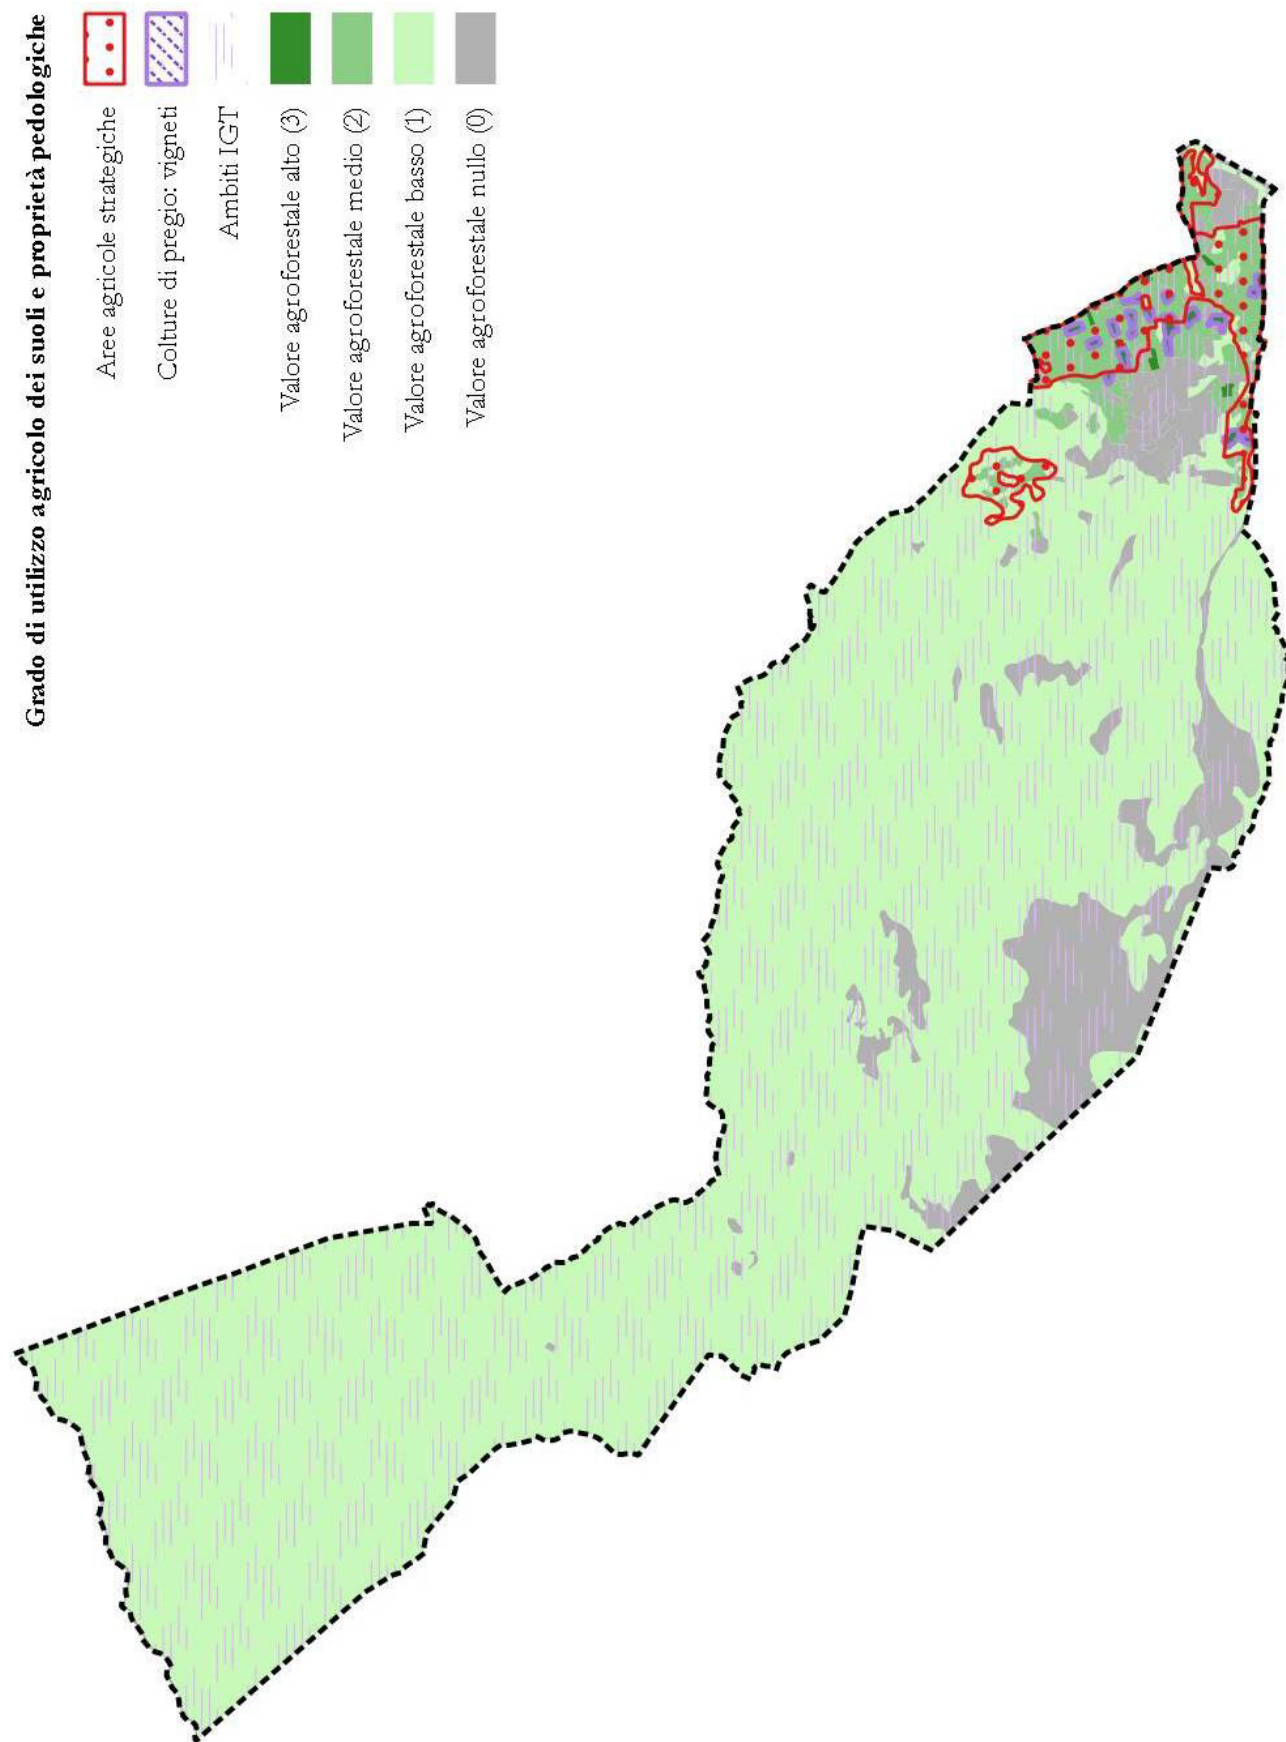 Grado di utilizzo agricolo dei suoli e proprietà pedologiche
Aree agricole strategiche
Colture di pregio: vigneti
Ambiti IGT
Valore agroforestale alto (3)
Valore agroforestale medio (2)
Valore agroforestale basso (1)
Valore agroforestale nullo (0)